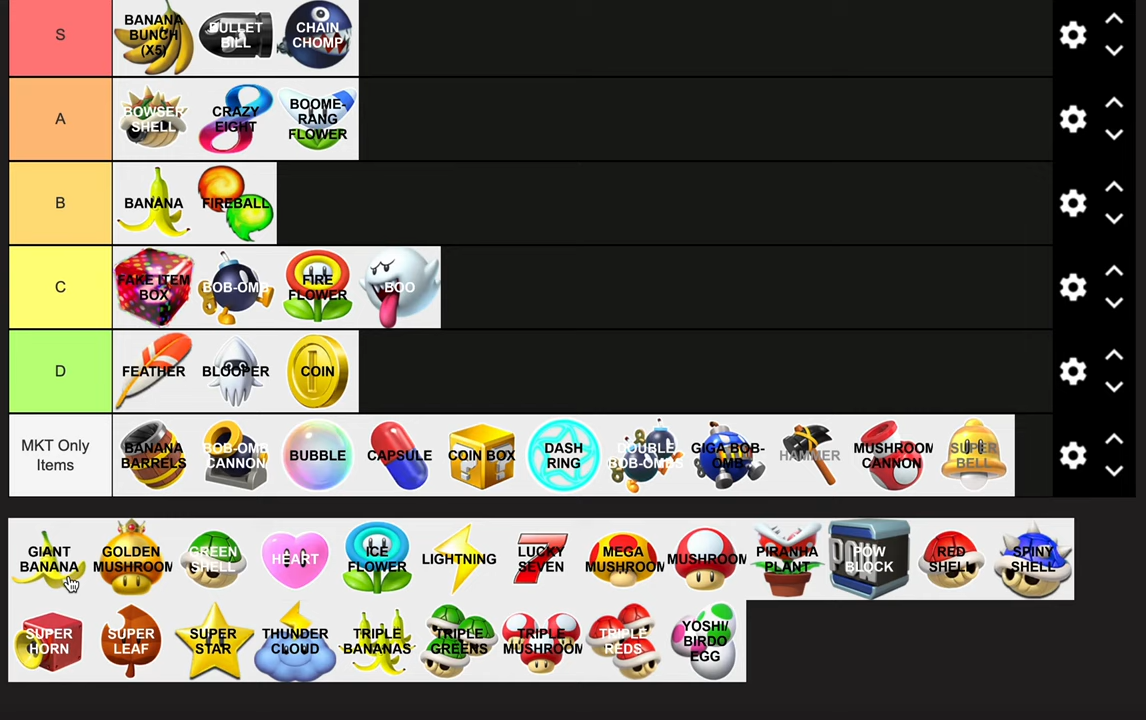 S
BANANA
BUNCH
(X5)
BULLET
BILL
CHAIN
CHOMP
A
BOWSER
SHELL
CRAZY
EIGHT
BOOME-
RANG
FLOWER
B
BANANA
FIREBALL
C
FAKE ITEM
BOX
BOB-OMB
FIRE
FLOWER
BOO
D
FEATHER
BLOOPER
COIN
MKT Only
Items
BANANA
BARRELS
BOB-OMB
CANNON
BUBBLE
CAPSULE
COIN BOX
DASH
RING
DOUBLE
BOB-OMBS
GIGA BOB-
OMB
HAMMER
MUSHROOM
CANNON
SUPER
BELL
GIANT
BANANA
GOLDEN
MUSHROOM
GREEN
SHELL
HEART
ICE
FLOWER
LIGHTNING
LUCKY
SEVEN
7
MEGA
MUSHROOM
MUSHROOM
PIRANHA
PLANT
POW
BLOCK
RED
SHELL
SPINY
SHELL
SUPER
HORN
SUPER
LEAF
SUPER
STAR
THUNDER
CLOUD
TRIPLE
BANANAS
TRIPLE
GREENS
TRIPLE
MUSHROOM
TRIPLE
REDS
YOSHI/
BIRDO
EGG